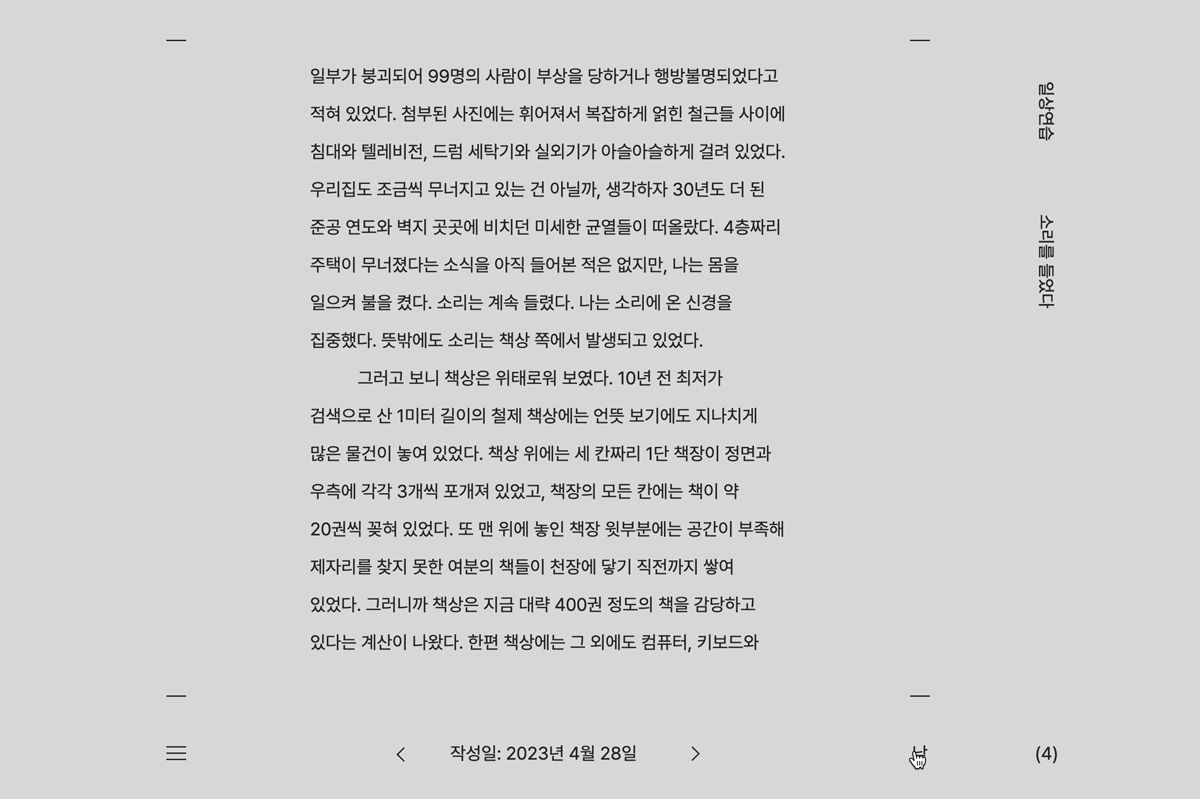 일부가 붕괴되어 99명의 사람이 부상을 당하거나 행방불명되었다고
적혀 있었다. 첨부된 사진에는 휘어져서 복잡하게 얽힌 철근들 사이에
침대와 텔레비전, 드럼 세탁기와 실외기가 아슬아슬하게 걸려 있었다.
우리집도 조금씩 무너지고 있는 건 아닐까, 생각하자 30년도 더 된
준공 연도와 벽지 곳곳에 비치던 미세한 균열들이 떠올랐다. 4층짜리
주택이 무너졌다는 소식을 아직 들어본 적은 없지만, 나는 몸을
일으켜 불을 켰다. 소리는 계속 들렸다. 나는 소리에 온 신경을
집중했다. 뜻밖에도 소리는 책상 쪽에서 발생되고 있었다.
그러고 보니 책상은 위태로워 보였다. 10년 전 최저가
검색으로 산 1미터 길이의 철제 책상에는 언뜻 보기에도 지나치게
많은 물건이 놓여 있었다. 책상 위에는 세 칸짜리 1단 책장이 정면과
우측에 각각 3개씩 포개져 있었고, 책장의 모든 칸에는 책이 약
20권씩 꽂혀 있었다. 또 맨 위에 놓인 책장 윗부분에는 공간이 부족해
제자리를 찾지 못한 여분의 책들이 천장에 닿기 직전까지 쌓여
있었다. 그러니까 책상은 지금 대략 400권 정도의 책을 감당하고
있다는 계산이 나왔다. 한편 책상에는 그 외에도 컴퓨터, 키보드와
일상연습
소리를 들었다
작성일: 2023년 4월 28일
(4)